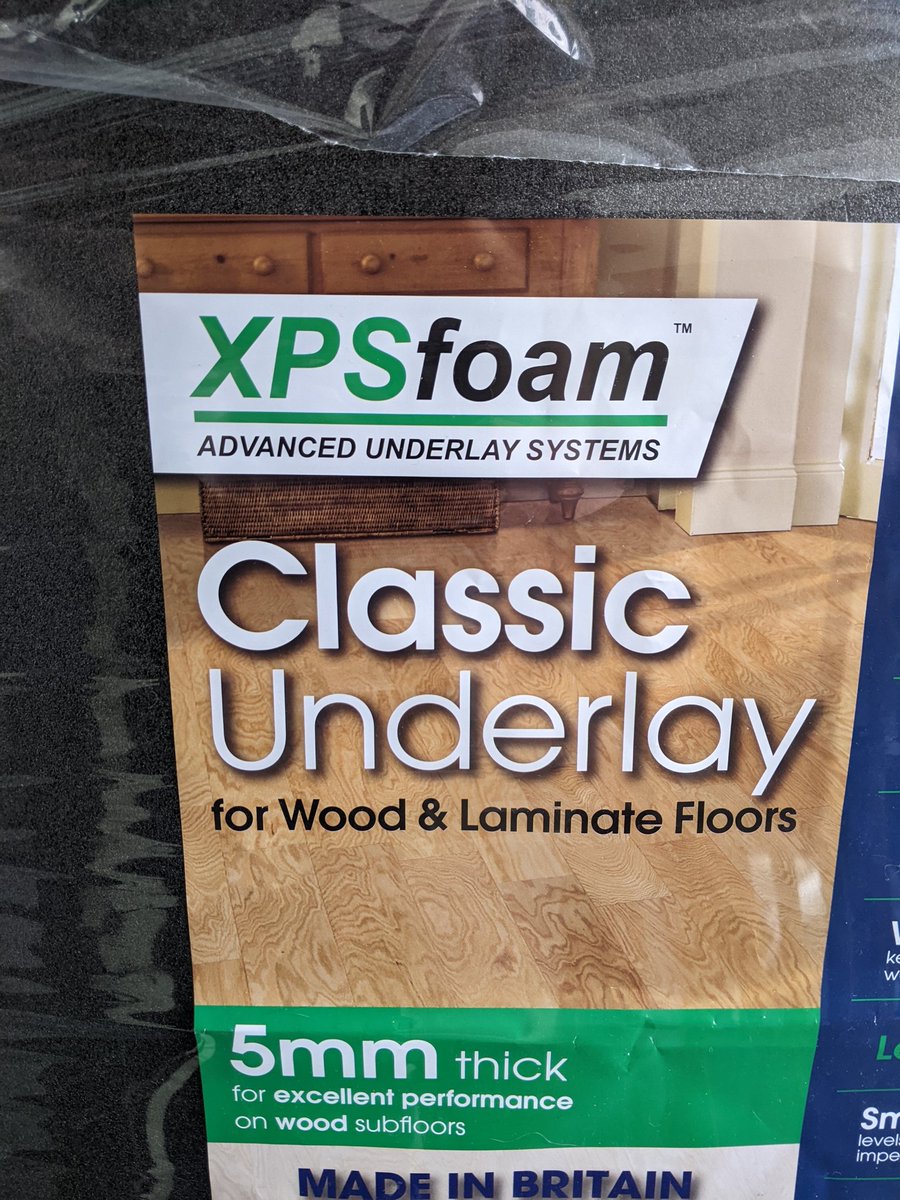 XPSfoam™
ADVANCED UNDERLAY SYSTEMS
Classic
Underlay
for Wood & Laminate Floors
5mm thick
for excellent performance
on wood subfloors
MADE IN BRITAIN